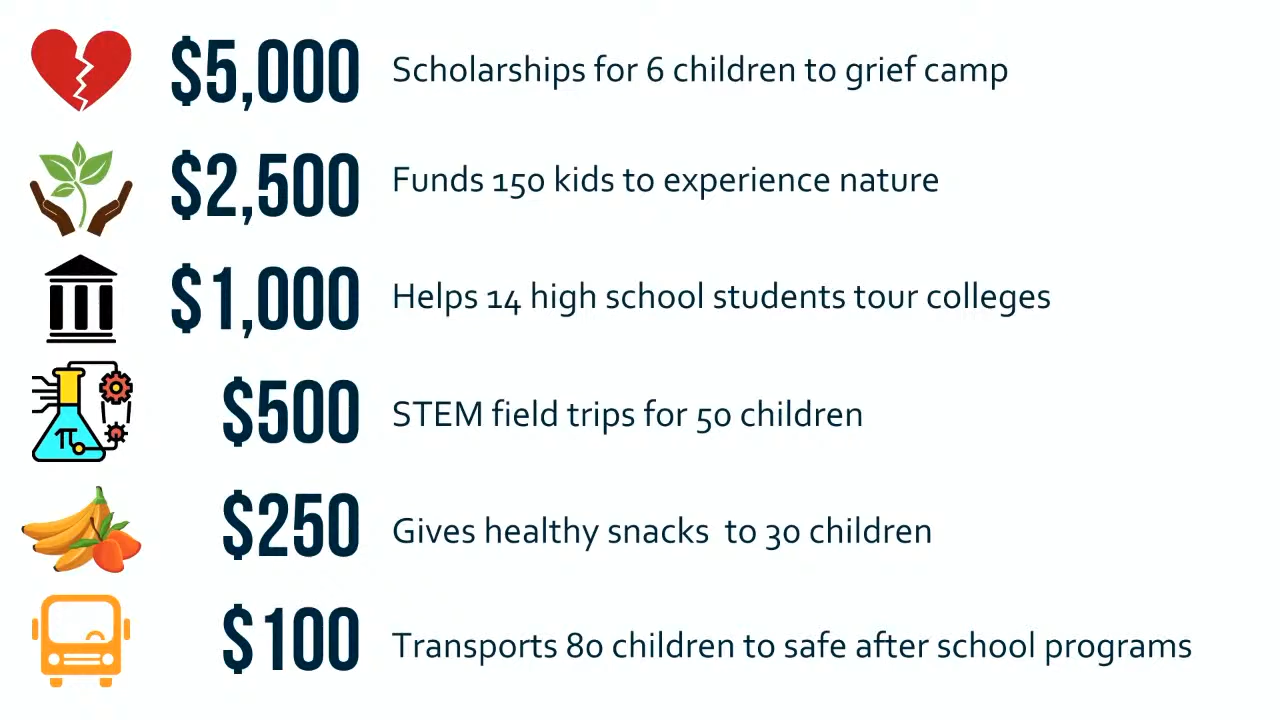 $5,000 Scholarships for 6 children to grief camp
$2,500 Funds 150 kids to experience nature
$1,000 Helps 14 high school students tour colleges
π $500 STEM field trips for 50 children
$250 Gives healthy snacks  to 30 children
$100 Transports 80 children to safe after school programs